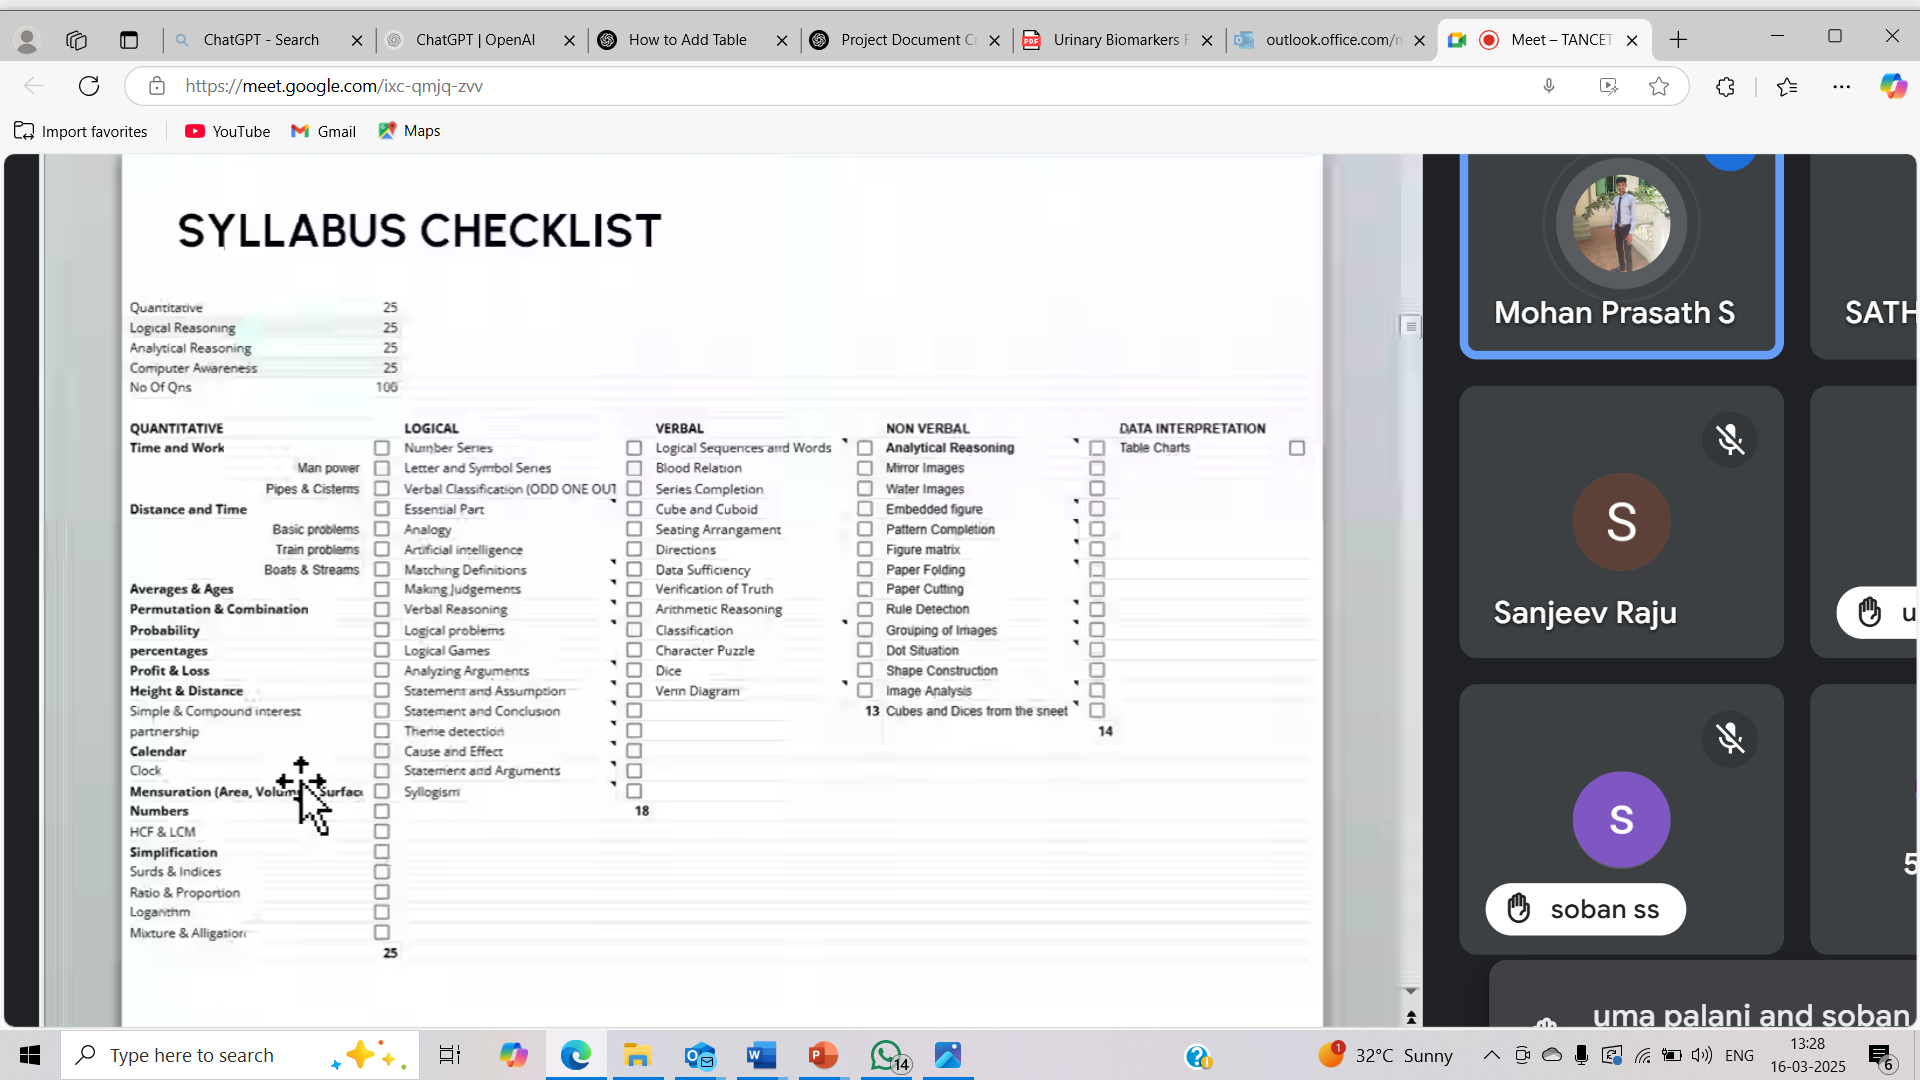 ChatGPT - Search
ChatGPT | OpenAI
How to Add Table
Project Document C
Urinary Biomarkers F
outlook.office.com/n
Meet – TANCET
https://meet.google.com/ixc-qmjq-zvv
Import favorites
YouTube
Gmail
Maps
SYLLABUS CHECKLIST
Quantitative 25
Logical Reasoning 25
Analytical Reasoning 25
Computer Awareness 25
No Of Qns 100
QUANTITATIVE LOGICAL VERBAL NON VERBAL DATA INTERPRETATION
Time and Work Number Series Logical Sequences and Words Analytical Reasoning Table Charts
Man power Letter and Symbol Series Blood Relation Mirror Images
Pipes & Cisterns Verbal Classification (ODD ONE OUT Series Completion Water Images
Distance and Time Essential Part Cube and Cuboid Embedded figure
Basic problems Analogy Seating Arrangament Pattern Completion
Train problems Artificial intelligence Directions Figure matrix
Boats & Streams Matching Definitions Data Sufficiency Paper Folding
Averages & Ages Making Judgements Verification of Truth Paper Cutting
Permutation & Combination Verbal Reasoning Arithmetic Reasoning Rule Detection
Probability Logical problems Classification Grouping of Images
percentages Logical Games Character Puzzle Dot Situation
Profit & Loss Analyzing Arguments Dice Shape Construction
Height & Distance Statement and Assumption Venn Diagram Image Analysis
Simple & Compound interest Statement and Conclusion 13 Cubes and Dices from the sneet
partnership Theme detection 14
Calendar Cause and Effect
Clock Statement and Arguments
Mensuration (Area, Volum Surfac Syllogism
Numbers 18
HCF & LCM
Simplification
Surds & Indices
Ratio & Proportion
Logarithm
Mixture & Alligation
25
Mohan Prasath S
SATH
S
Sanjeev Raju
u
S
soban ss
5
uma palani and soban
Type here to search
14
1
32°C Sunny
ENG
13:28
16-03-2025
6